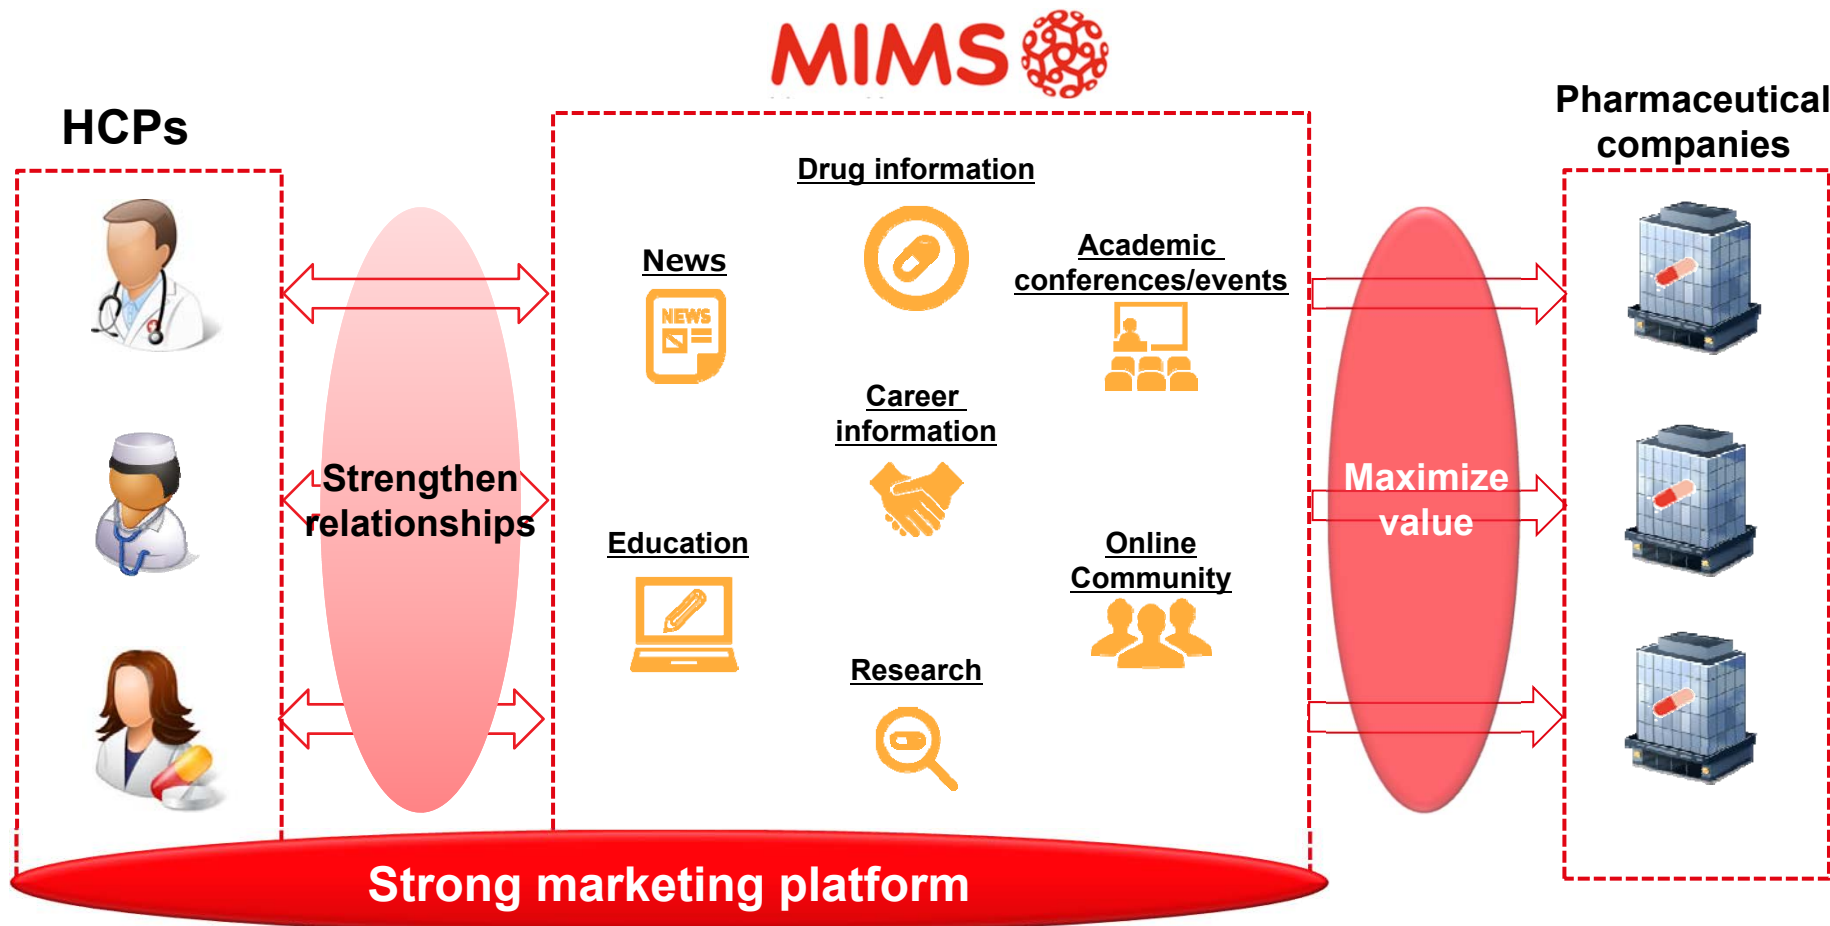 MIMS
HCPs
Pharmaceutical
companies
Drug information
News
NEWS
Academic
conferences/events
Career
information
Strengthen
relationships
Maximize
value
Education
Online
Community
Research
Strong marketing platform